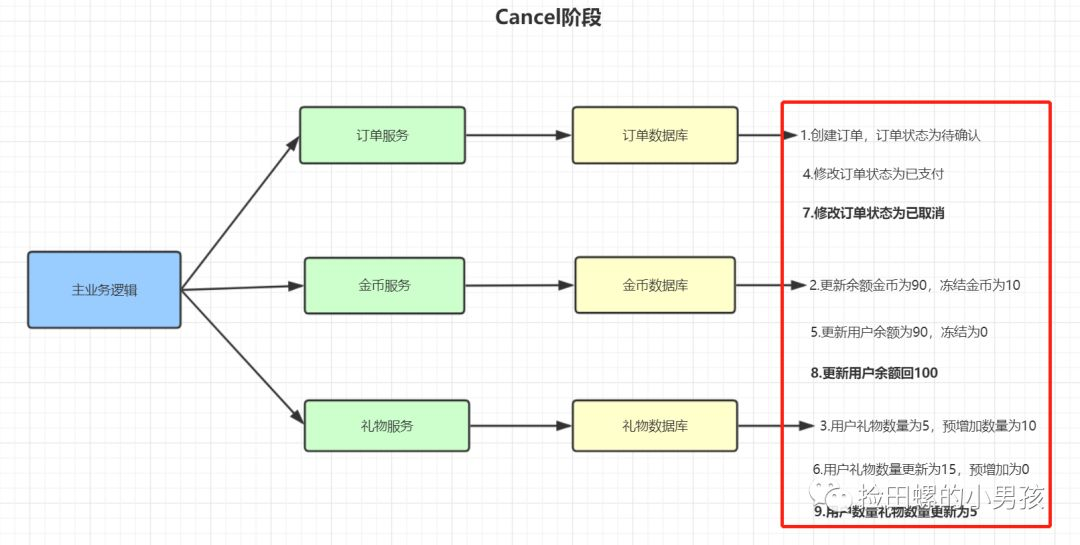 Cancel阶段
订单服务
订单数据库
1.创建订单，订单状态为待确认
4.修改订单状态为已支付
7.修改订单状态为已取消
主业务逻辑
金币服务
金币数据库
2.更新余额金币为90，冻结金币为10
5.更新用户余额为90，冻结为0
8.更新用户余额回100
礼物服务
礼物数据库
3.用户礼物数量为5，预增加数量为10
6.用户礼物数量更新为15，预增加为0
捡田螺的小男孩
9.用户数量礼物数量更新为5